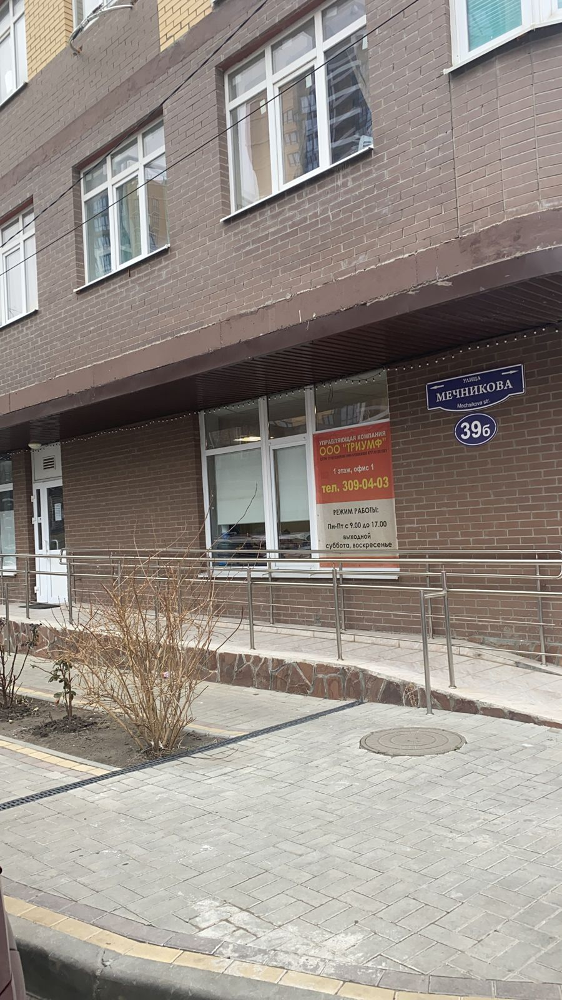 УЛИЦА
МЕЧНИКОВА
Mechnikova str.
39б
УПРАВЛЯЮЩАЯ КОМПАНИЯ
ООО "ТРИУМФ"
1 этаж, офис 1
тел. 309-04-03
РЕЖИМ РАБОТЫ:
Пн-Пт с 9.00 до 17.00
выходной
суббота, воскресенье